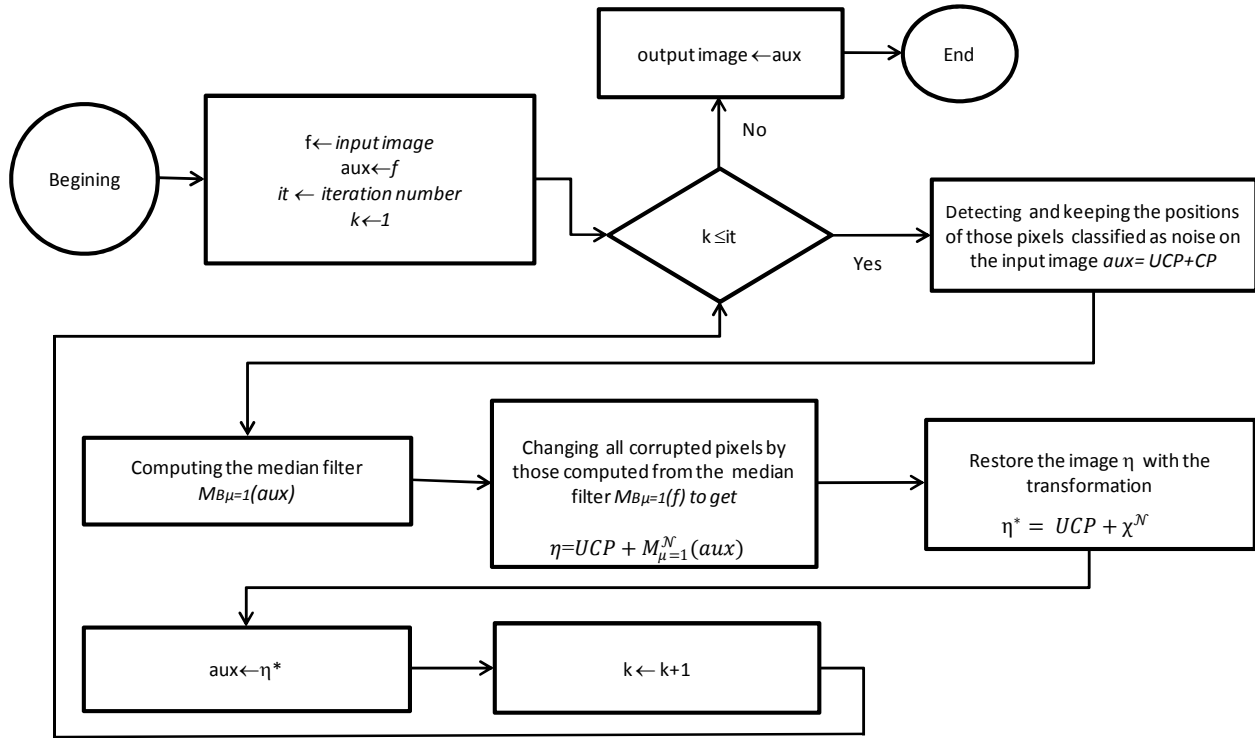 Begining
f← input image
aux←f
it ← iteration number
k←1
k ≤it
No
output image ←aux
End
Yes
Detecting and keeping the positions
of those pixels classified as noise on
the input image aux= UCP+CP
Computing the median filter
MBμ=1(aux)
Changing all corrupted pixels by
those computed from the median
filter MBμ=1(f) to get
η=UCP + M𝒩μ=1(aux)
Restore the image η with the
transformation
η* = UCP + χ𝒩
aux←η*
k ← k+1